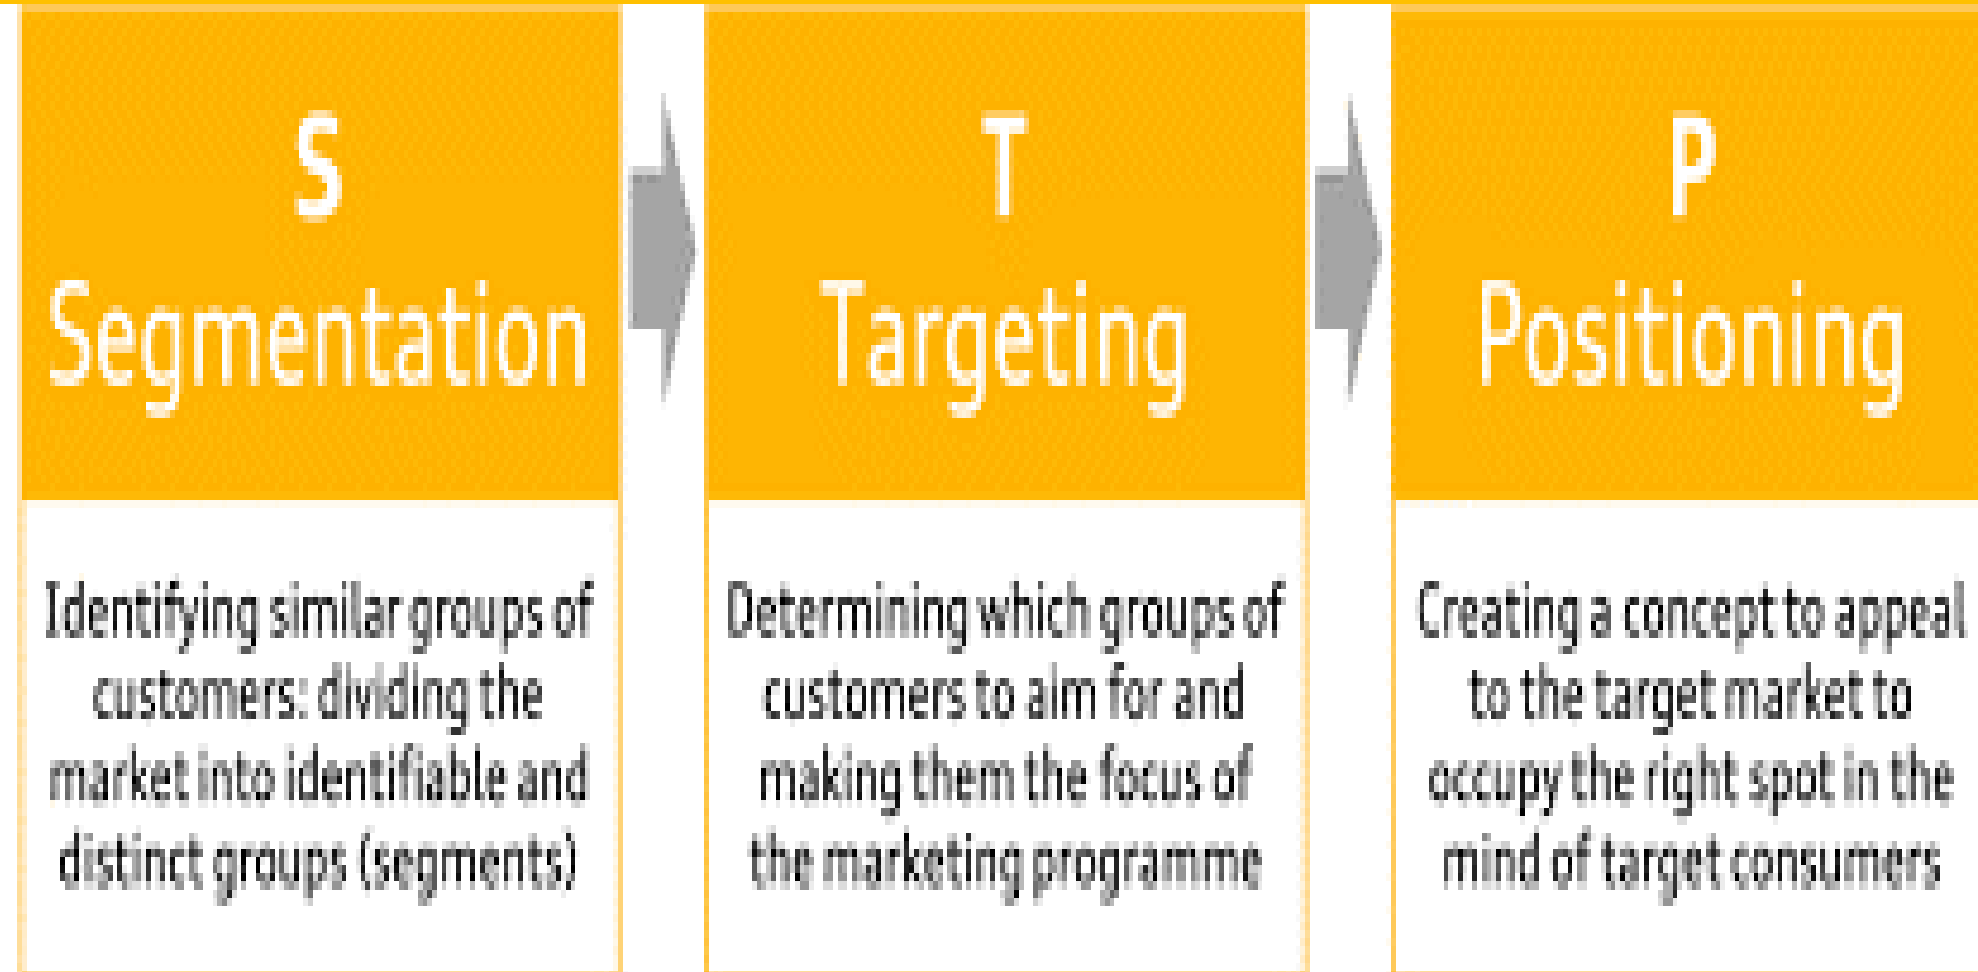 S
Segmentation
Identifying similar groups of
customers: dividing the
market into identifiable and
distinct groups (segments)
T
Targeting
Determining which groups of
customers to aim for and
making them the focus of
the marketing programme
P
Positioning
Creating a concept to appeal
to the target market to
occupy the right spot in the
mind of target consumers